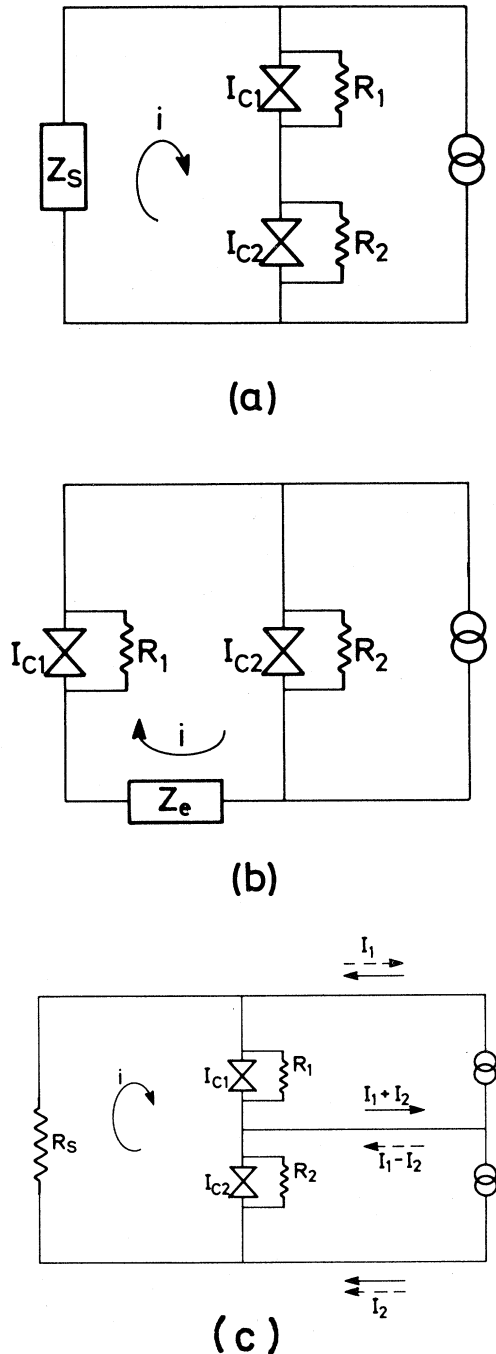 I_C1 R_1
i
Z_S
I_C2 R_2
(a)
I_C1 R_1 I_C2 R_2
i
Z_e
(b)
I_1
i I_C1 R_1 I_1 + I_2
R_S I_1 - I_2
I_C2 R_2
I_2
(c)